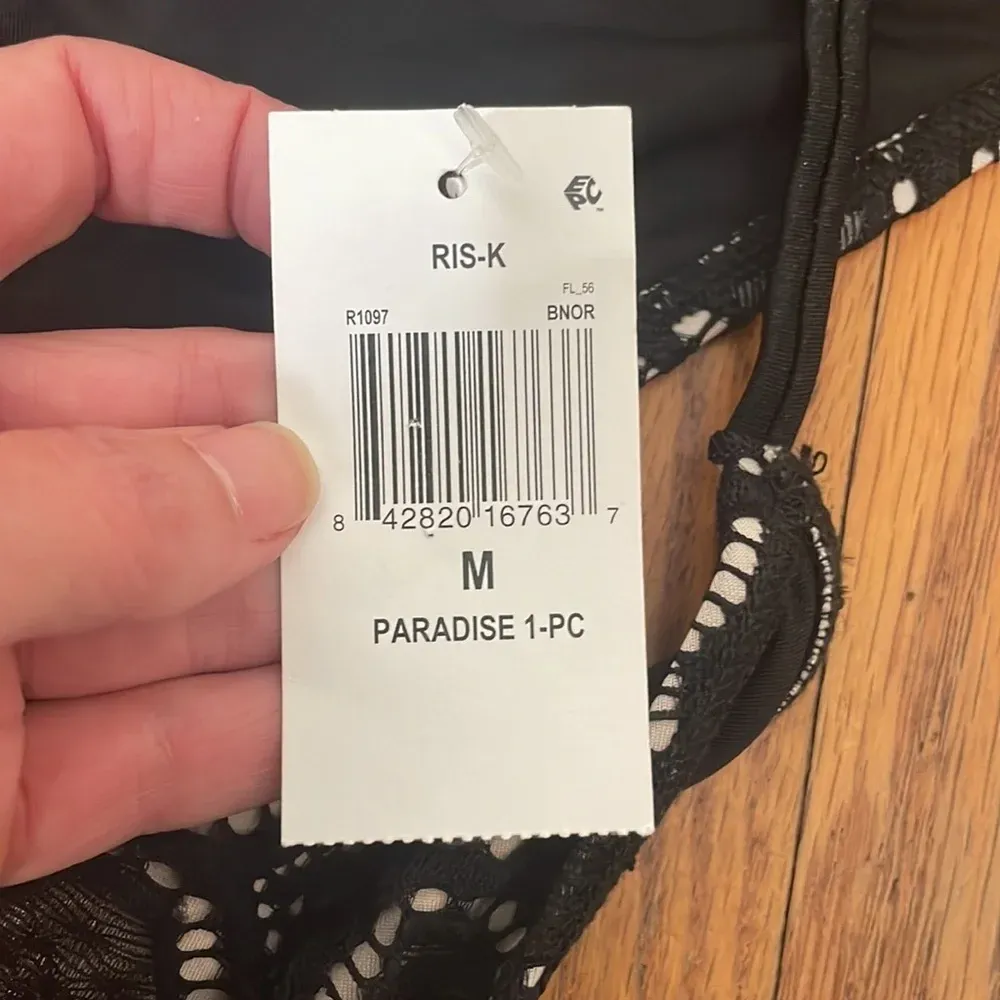 EPC
RIS-K
FL_56
R1097 BNOR
8 42820 16763 7
M
PARADISE 1-PC